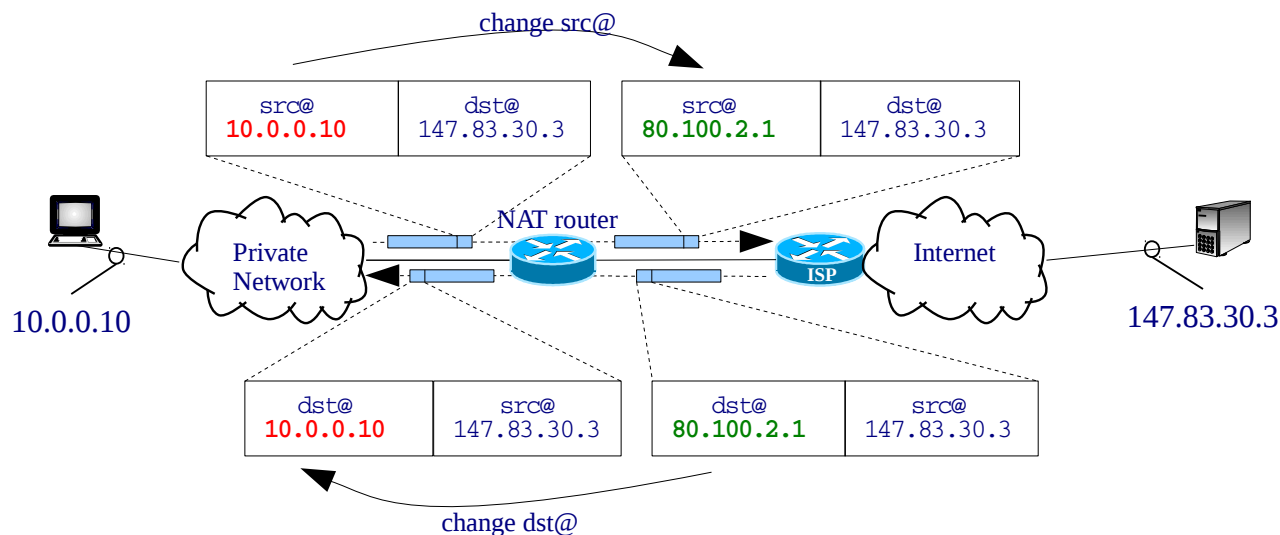 change src@
src@ dst@ src@ dst@
10.0.0.10 147.83.30.3 80.100.2.1 147.83.30.3
NAT router
Private
Network
Internet
ISP
10.0.0.10
147.83.30.3
dst@ src@ dst@ src@
10.0.0.10 147.83.30.3 80.100.2.1 147.83.30.3
change dst@